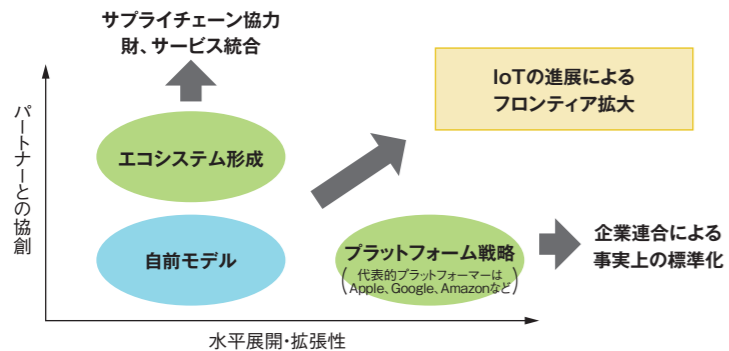 サプライチェーン協力
財、サービス統合
IoTの進展による
フロンティア拡大
パートナーとの協創
エコシステム形成
自前モデル
プラットフォーム戦略
(代表的プラットフォーマーは
Apple、Google、Amazonなど)
企業連合による
事実上の標準化
水平展開・拡張性